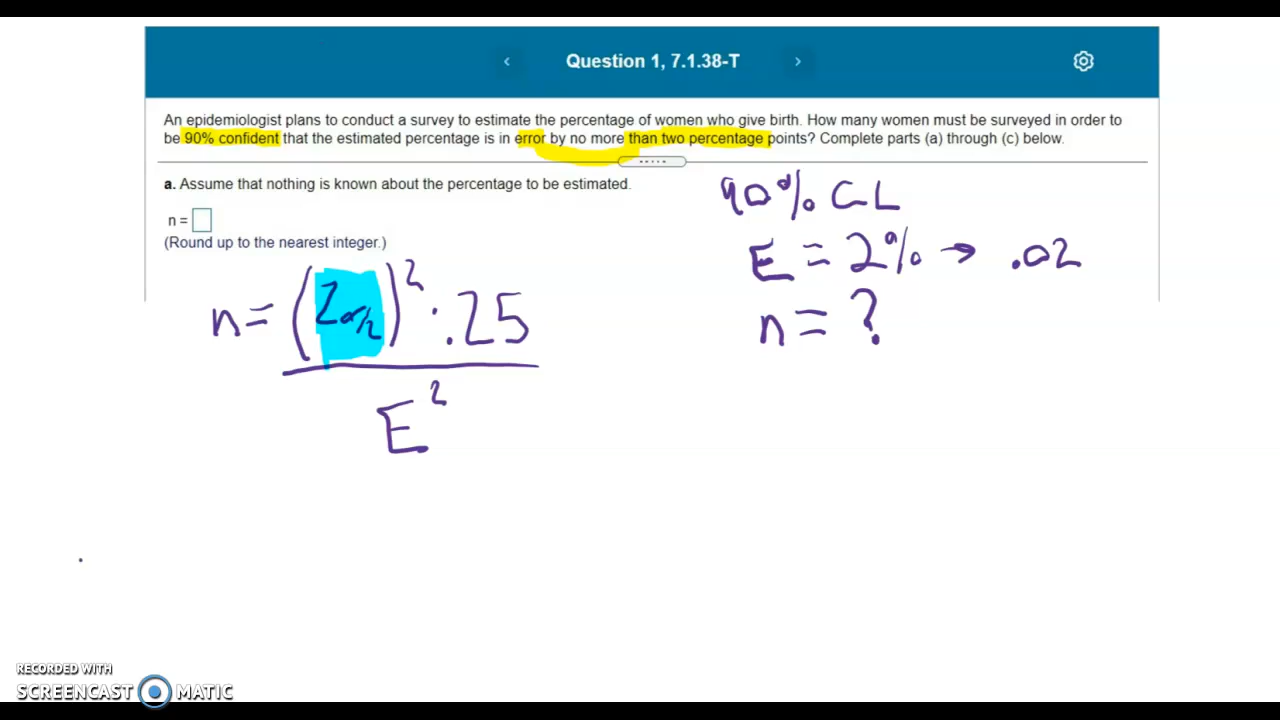 Question 1, 7.1.38-T
An epidemiologist plans to conduct a survey to estimate the percentage of women who give birth. How many women must be surveyed in order to
be 90% confident that the estimated percentage is in error by no more than two percentage points? Complete parts (a) through (c) below.
a. Assume that nothing is known about the percentage to be estimated.
n =
(Round up to the nearest integer.)
90% CL
E = 2% → .02
n = ?
n = (Zα/2)² · .25
E²
RECORDED WITH
SCREENCAST MATIC